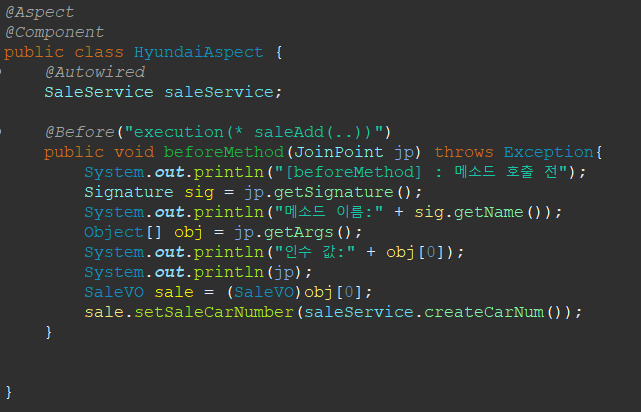 @Aspect
@Component
public class HyundaiAspect {
    @Autowired
    SaleService saleService;

    @Before("execution(* saleAdd(..))")
    public void beforeMethod(JoinPoint jp) throws Exception{
        System.out.println("[beforeMethod] : 메소드 호출 전");
        Signature sig = jp.getSignature();
        System.out.println("메소드 이름:" + sig.getName());
        Object[] obj = jp.getArgs();
        System.out.println("인수 값:" + obj[0]);
        System.out.println(jp);
        SaleVO sale = (SaleVO)obj[0];
        sale.setSaleCarNumber(saleService.createCarNum());
    }


}